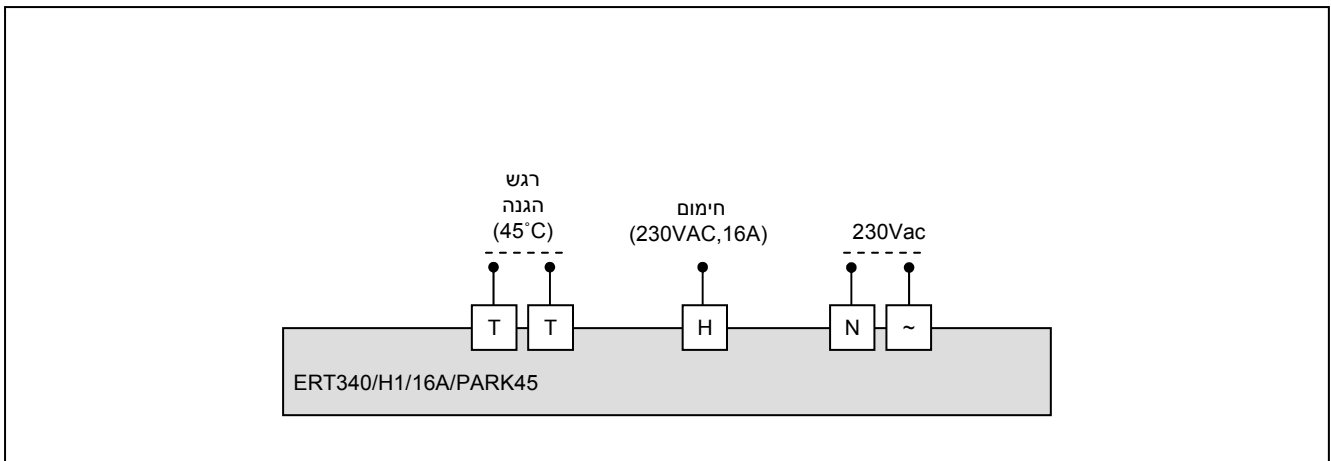 רגש
הגנה
(45˚C)
חימום
(230VAC,16A)
230Vac
T T H N ~
ERT340/H1/16A/PARK45